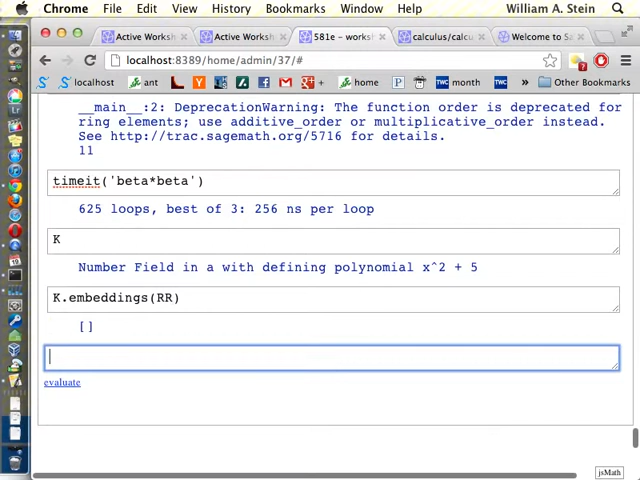 Chrome File Edit View History Bookmarks Window Help William A. Stein
Active Worksh Active Worksh 581e - works calculus/calcu Welcome to Sa
localhost:8389/home/admin/37/#
S localhost ant Y home g+ month next » Other Bookmarks
__main__:2: DeprecationWarning: The function order is deprecated for
ring elements; use additive_order or multiplicative_order instead.
See http://trac.sagemath.org/5716 for details.
11
timeit('beta*beta')
625 loops, best of 3: 256 ns per loop
K
Number Field in a with defining polynomial x^2 + 5
K.embeddings(RR)
[]
evaluate
jsMath